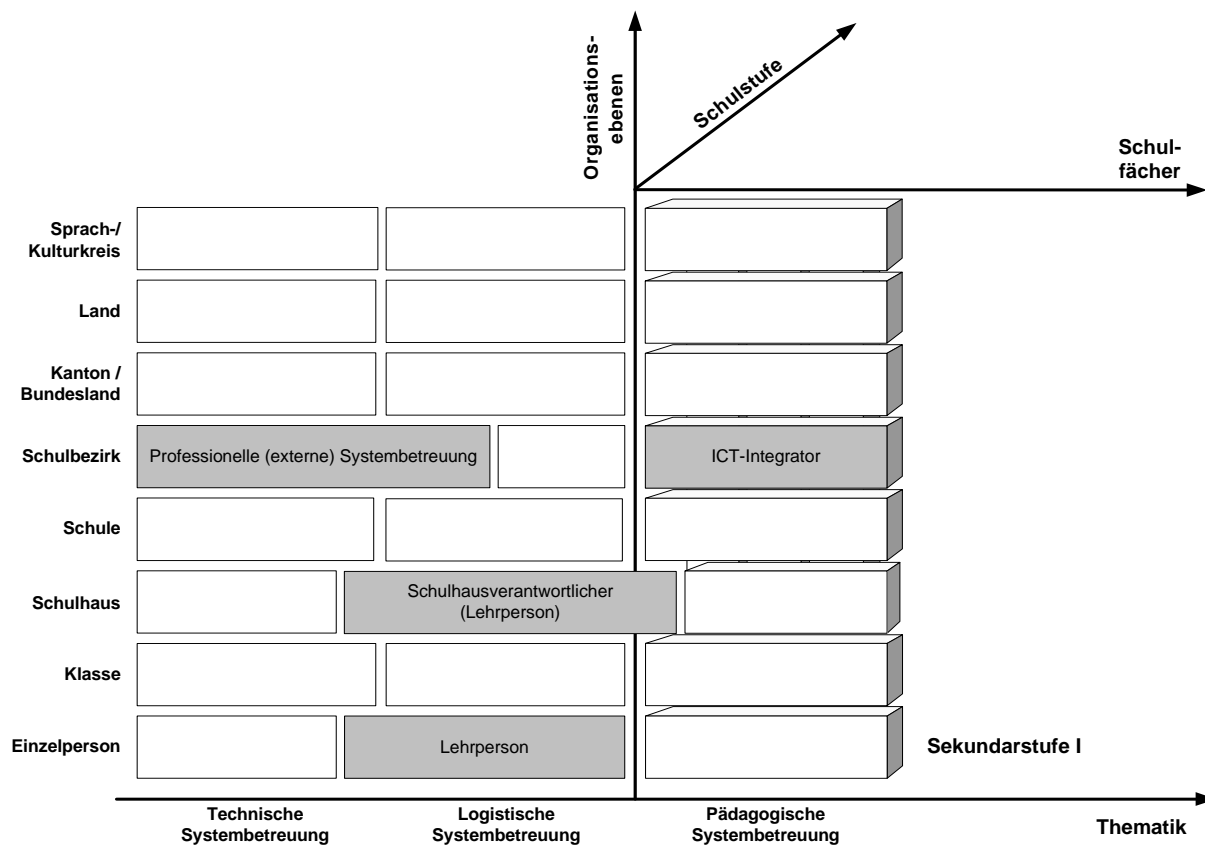 Organisations-
ebenen
Schulstufe
Schul-
fächer
Sprach-/
Kulturkreis
Land
Kanton /
Bundesland
Schulbezirk
Professionelle (externe) Systembetreuung
ICT-Integrator
Schule
Schulhaus
Schulhausverantwortlicher
(Lehrperson)
Klasse
Einzelperson
Lehrperson
Sekundarstufe I
Technische
Systembetreuung
Logistische
Systembetreuung
Pädagogische
Systembetreuung
Thematik